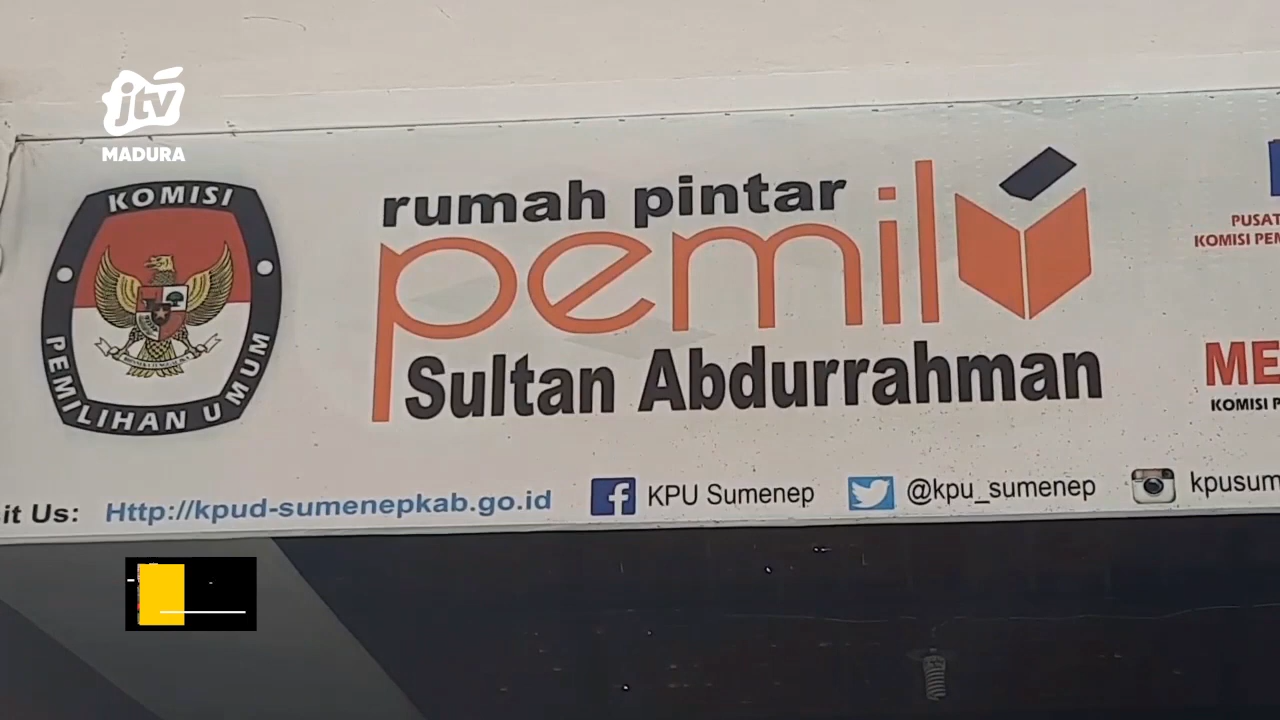 jtv
MADURA
KOMISI
PEMILIHAN UMUM
rumah pintar
pemilu
Sultan Abdurrahman
it Us: Http://kpud-sumenepkab.go.id
KPU Sumenep
@kpu_sumenep
kpusum
PUSAT
KOMISI PEM
ME
KOMISI P